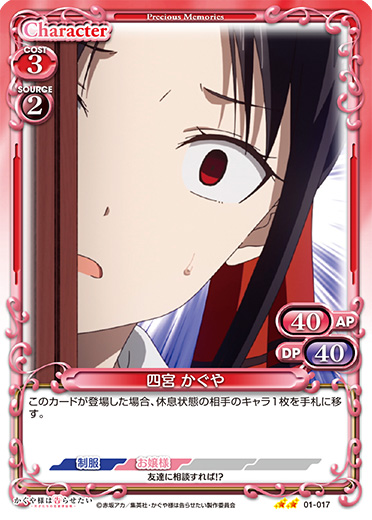 Precious Memories
Character
COST
3
SOURCE
2
40 AP
DP 40
四宮 かぐや
このカードが登場した場合、休息状態の相手のキャラ1枚を手札に移
す。
制服
お嬢様
友達に相談すれば!?
かぐや様は告らせたい
©赤坂アカ/集英社・かぐや様は告らせたい製作委員会
01-017